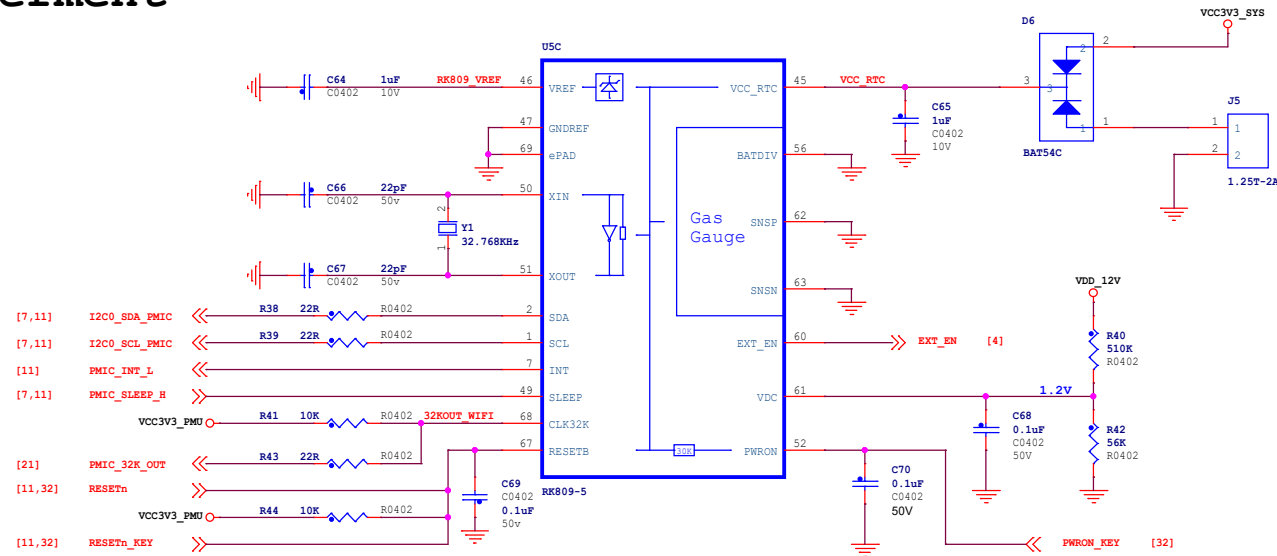 VCC3V3_SYS
D6
U5C
2
2
C64 1uF RK809_VREF 46 VREF VCC_RTC 45 VCC_RTC 3 3
C0402 10V
C65
1uF
C0402
10V
J5
47 GNDREF
1 1 1 1
69 ePAD BATDIV 56 BAT54C
2 2
1.25T-2A
C66 22pF 50 XIN
C0402 50v
2
Y1
32.768KHz
1
Gas
Gauge
SNSP 62
C67 22pF 51 XOUT
C0402 50v
SNSN 63
VDD_12V
[7,11] I2C0_SDA_PMIC R38 22R R0402 2 SDA
[7,11] I2C0_SCL_PMIC R39 22R R0402 1 SCL EXT_EN 60 EXT_EN [4]
R40
510K
R0402
[11] PMIC_INT_L 7 INT
[7,11] PMIC_SLEEP_H 49 SLEEP VDC 61 1.2V
VCC3V3_PMU R41 10K R0402 32KOUT_WIFI 68 CLK32K
C68
0.1uF
C0402
50V
R42
56K
R0402
[21] PMIC_32K_OUT R43 22R R0402 67 RESETB 30K PWRON 52
[11,32] RESETn
C69
C0402
0.1uF
50v
RK809-5
C70
0.1uF
C0402
50V
VCC3V3_PMU R44 10K R0402
[11,32] RESETn_KEY
PWRON_KEY [32]